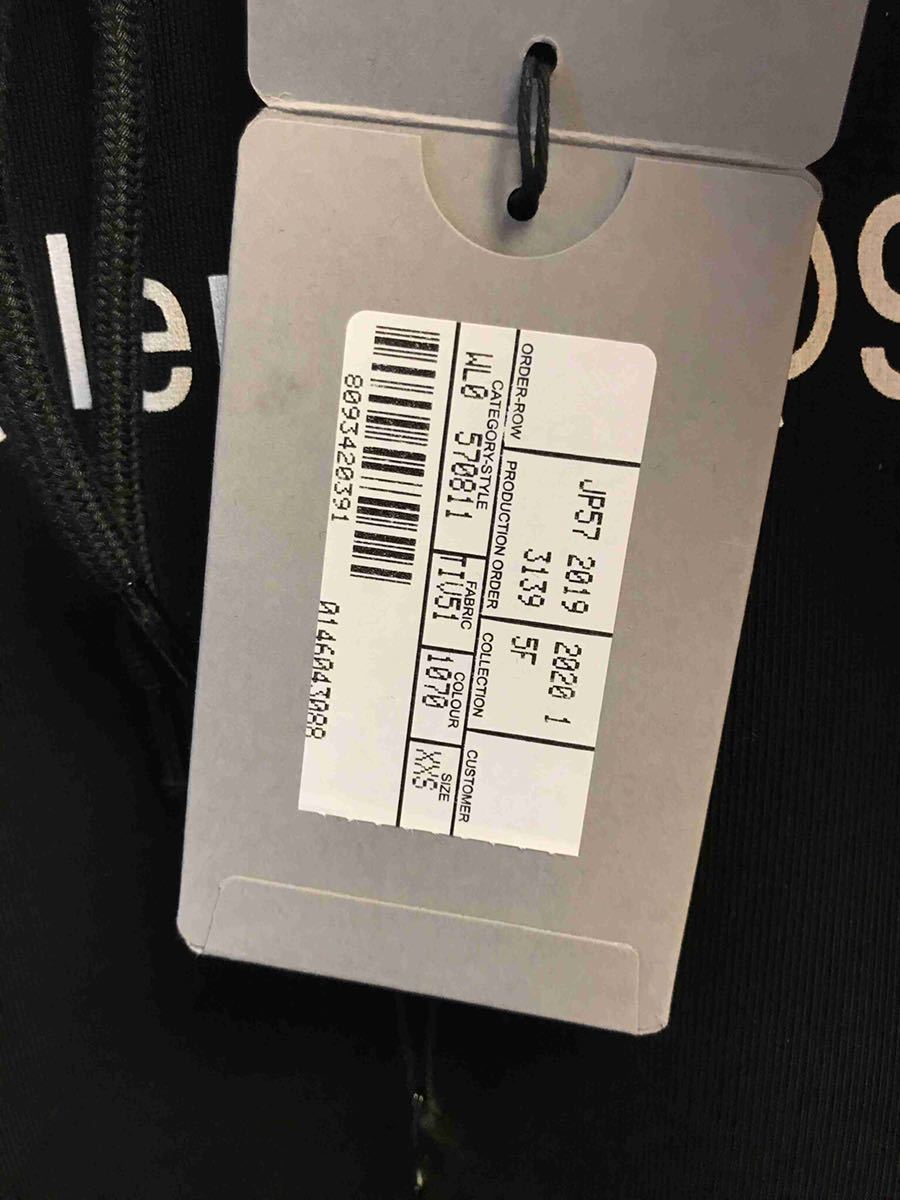 JP57 2019 2020 1
3139 5F
ORDER-ROW PRODUCTION ORDER COLLECTION CUSTOMER
CATEGORY-STYLE FABRIC COLOUR SIZE
WL0 570811 TIV51 1070 XXS
8093420391
0146043088